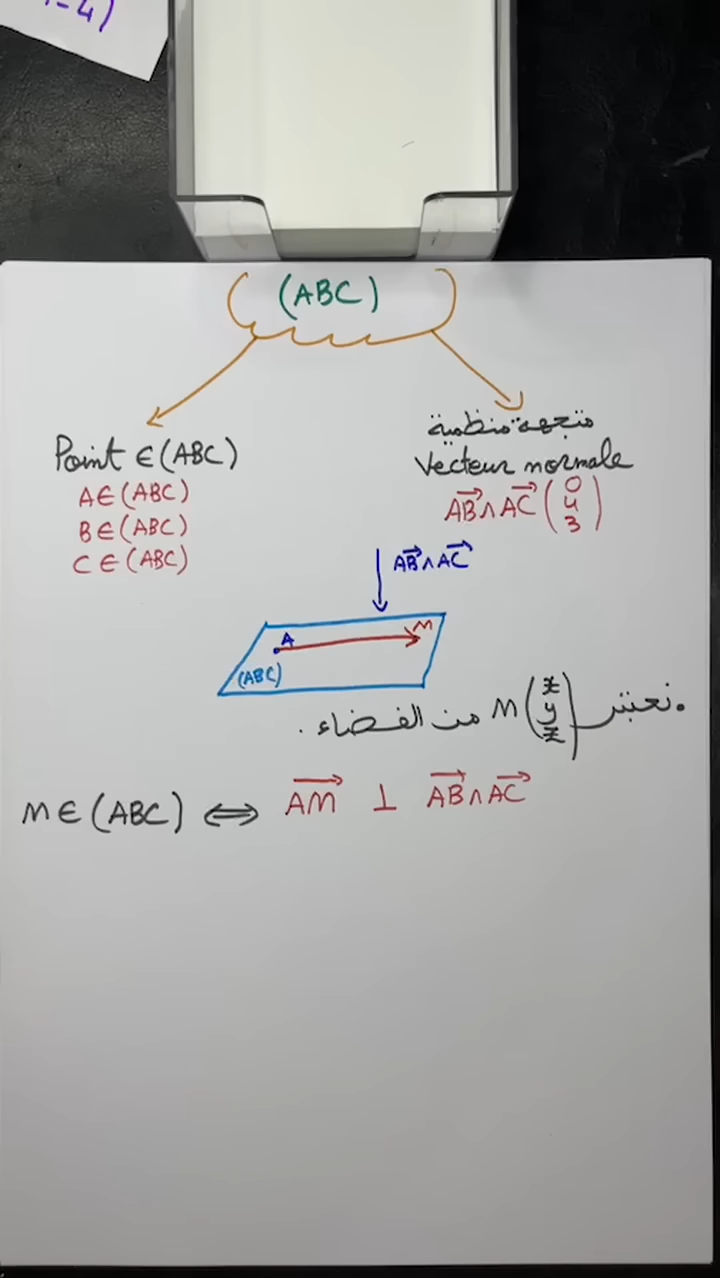 -4)
(ABC)
Point ∈ (ABC)
A ∈ (ABC)
B ∈ (ABC)
C ∈ (ABC)
متجهة منظمية
Vecteur normale
AB⃗ ∧ AC⃗ (0 4 3)
AB⃗ ∧ AC⃗
A M
(ABC)
. نعتبر M (x y z) من الفضاء .
M ∈ (ABC) ⟺ AM⃗ ⊥ AB⃗ ∧ AC⃗